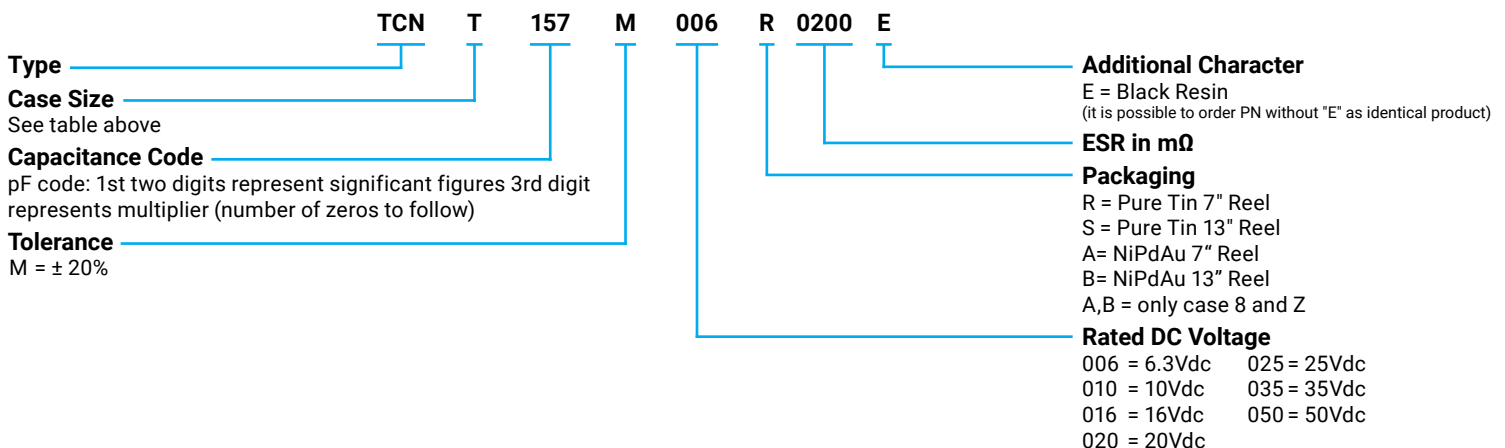 TCN T 157 M 006 R 0200 E
Type
Case Size
See table above
Capacitance Code
pF code: 1st two digits represent significant figures 3rd digit
represents multiplier (number of zeros to follow)
Tolerance
M = ± 20%
Additional Character
E = Black Resin
(it is possible to order PN without "E" as identical product)
ESR in mΩ
Packaging
R = Pure Tin 7" Reel
S = Pure Tin 13" Reel
A= NiPdAu 7“ Reel
B= NiPdAu 13” Reel
A,B = only case 8 and Z
Rated DC Voltage
006 = 6.3Vdc 025 = 25Vdc
010 = 10Vdc 035 = 35Vdc
016 = 16Vdc 050 = 50Vdc
020 = 20Vdc